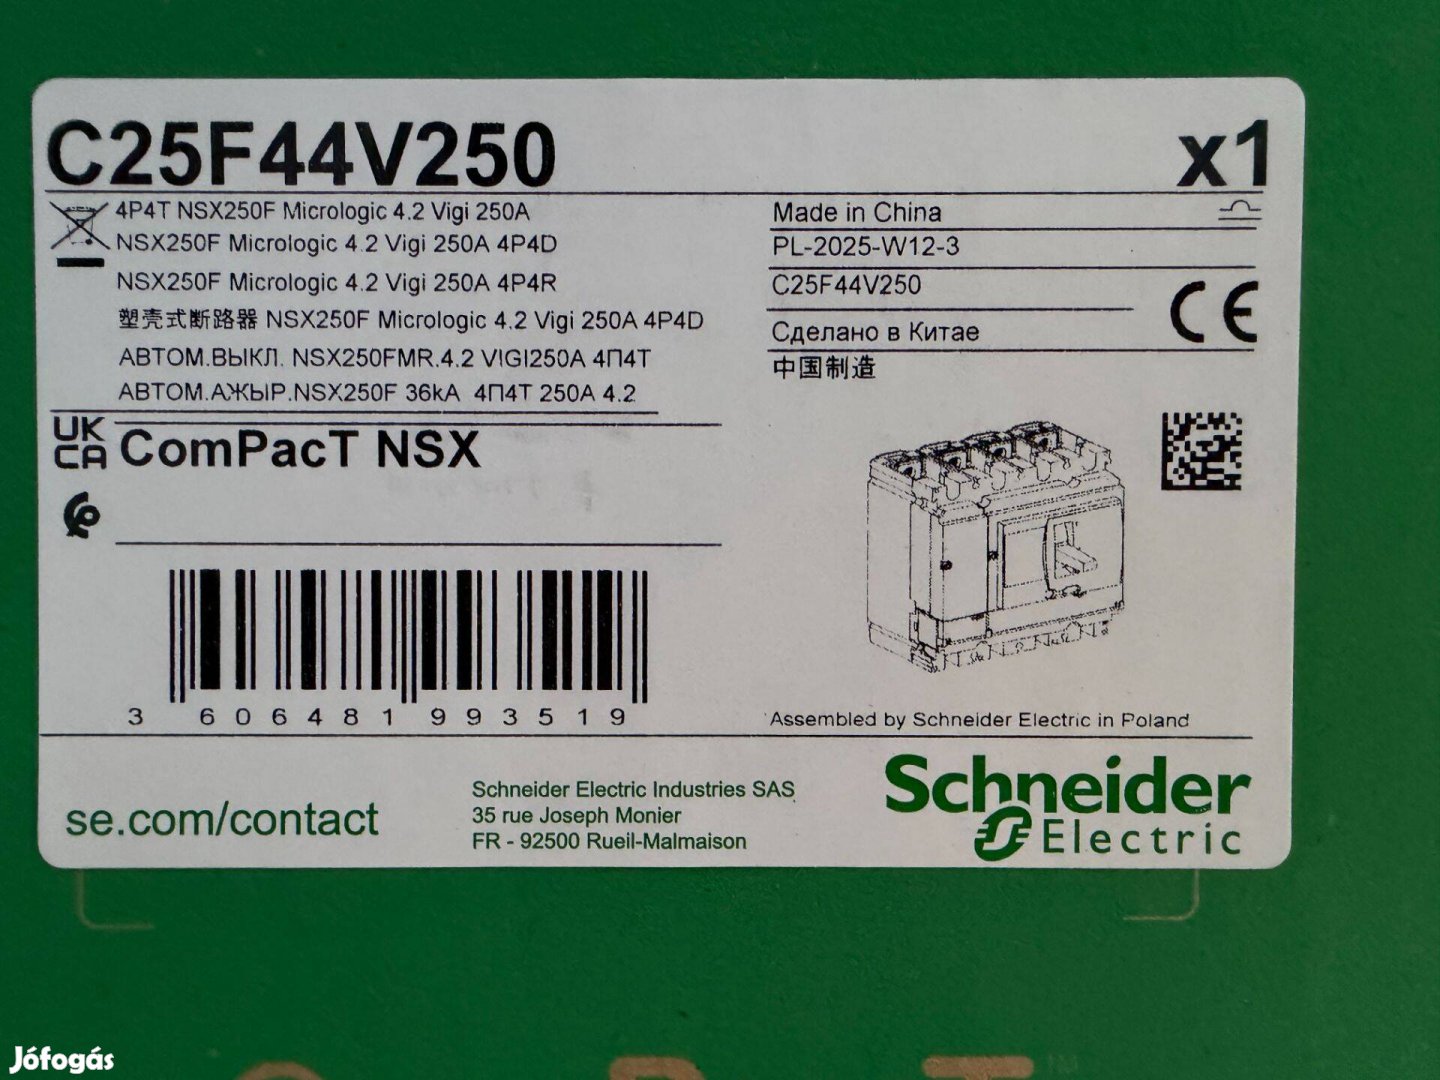 C25F44V250
x1
4P4T NSX250F Micrologic 4.2 Vigi 250A
NSX250F Micrologic 4.2 Vigi 250A 4P4D
NSX250F Micrologic 4.2 Vigi 250A 4P4R
塑壳式断路器 NSX250F Micrologic 4.2 Vigi 250A 4P4D
АВТОМ.ВЫКЛ. NSX250FMR.4.2 VIGI250A 4П4Т
АВТОМ.АЖЫР.NSX250F 36kA 4П4Т 250A 4.2
Made in China
PL-2025-W12-3
C25F44V250
Сделано в Китае
中国制造
CE
UK
CA
ComPacT NSX
3 606481 993519
Assembled by Schneider Electric in Poland
se.com/contact
Schneider Electric Industries SAS
35 rue Joseph Monier
FR - 92500 Rueil-Malmaison
Schneider
Electric
Jófogás